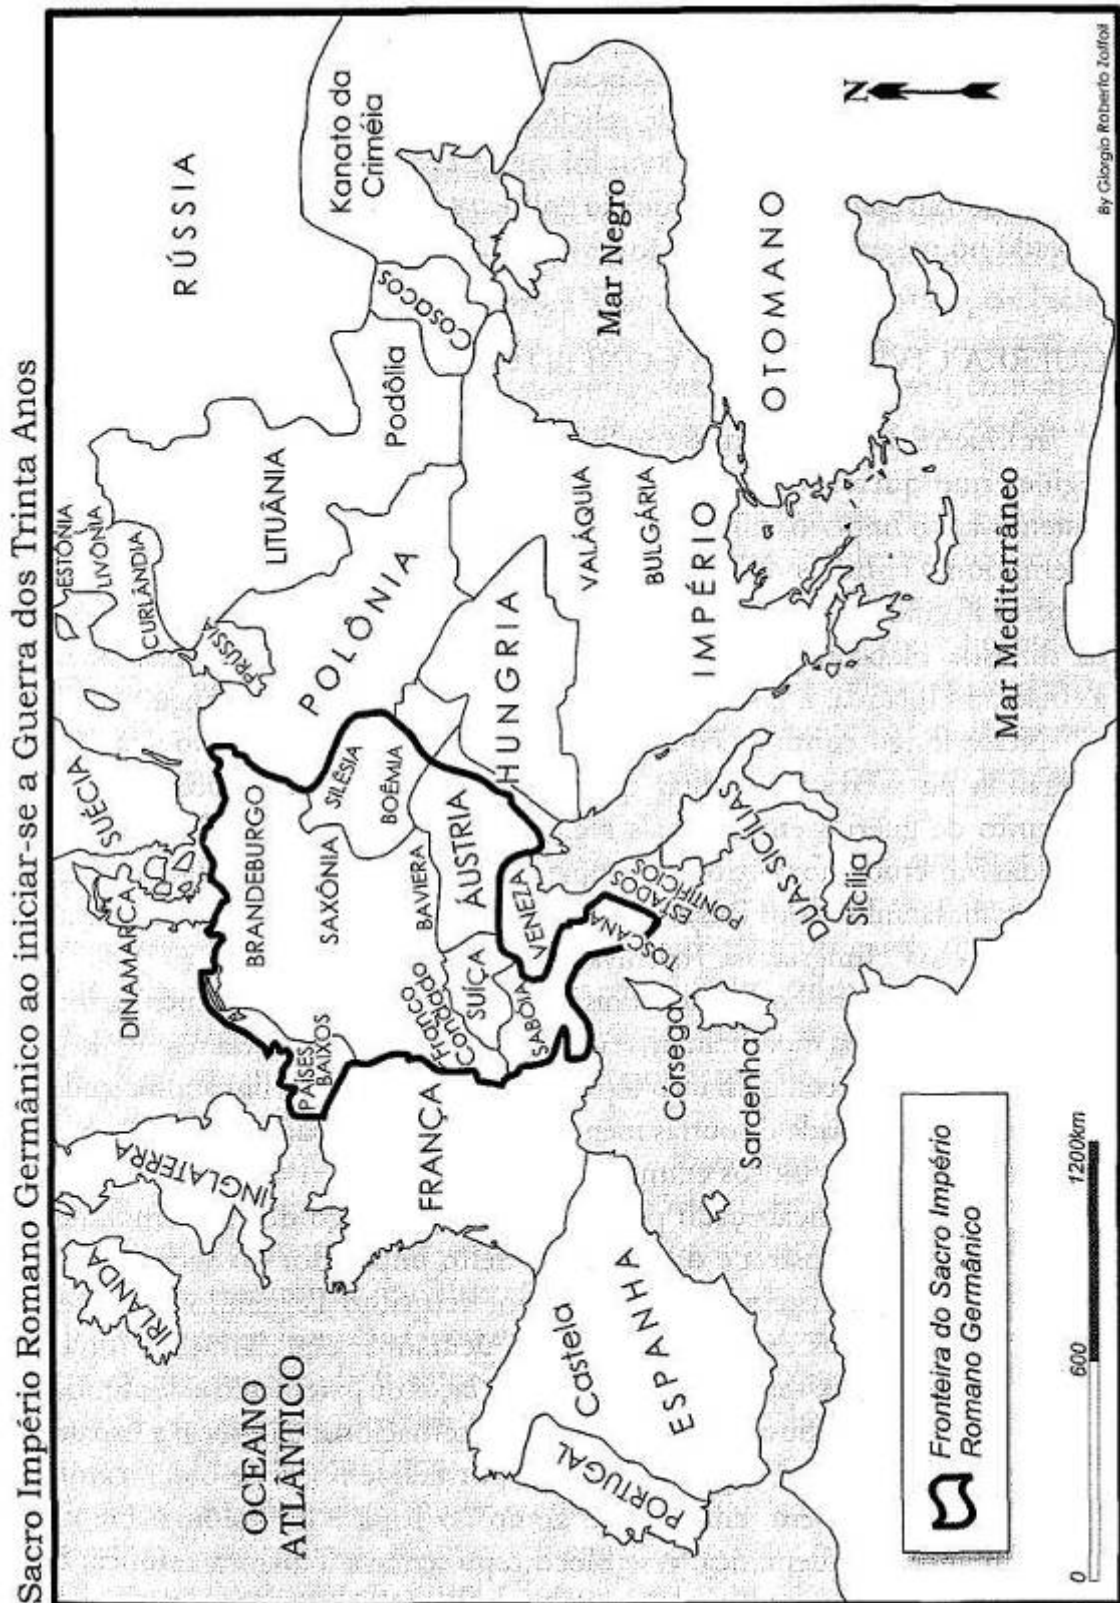 Sacro Império Romano Germânico ao iniciar-se a Guerra dos Trinta Anos
IRLANDA
INGLATERRA
DINAMARCA
SUÉCIA
ESTÔNIA
LIVÔNIA
CURLÂNDIA
PRÚSSIA
RÚSSIA
OCEANO
ATLÂNTICO
PAÍSES
BAIXOS
BRANDEBURGO
SAXÔNIA
SILÉSIA
BOÊMIA
POLÔNIA
LITUÂNIA
Podôlia
Cosacos
Kanato da
Criméia
FRANÇA
Franco
Condado
BAVIERA
SUÍÇA
ÁUSTRIA
HUNGRIA
SABÓIA
VENEZA
TOSCANA
ESTADOS
PONTIFÍCIOS
VALÁQUIA
BULGÁRIA
Mar Negro
IMPÉRIO
OTOMANO
Castela
ESPANHA
PORTUGAL
Córsega
Sardenha
DUAS SICÍLIAS
Sicília
Mar Mediterrâneo
N
Fronteira do Sacro Império
Romano Germânico
0 600 1200km
By Giorgio Roberto Zoffoli